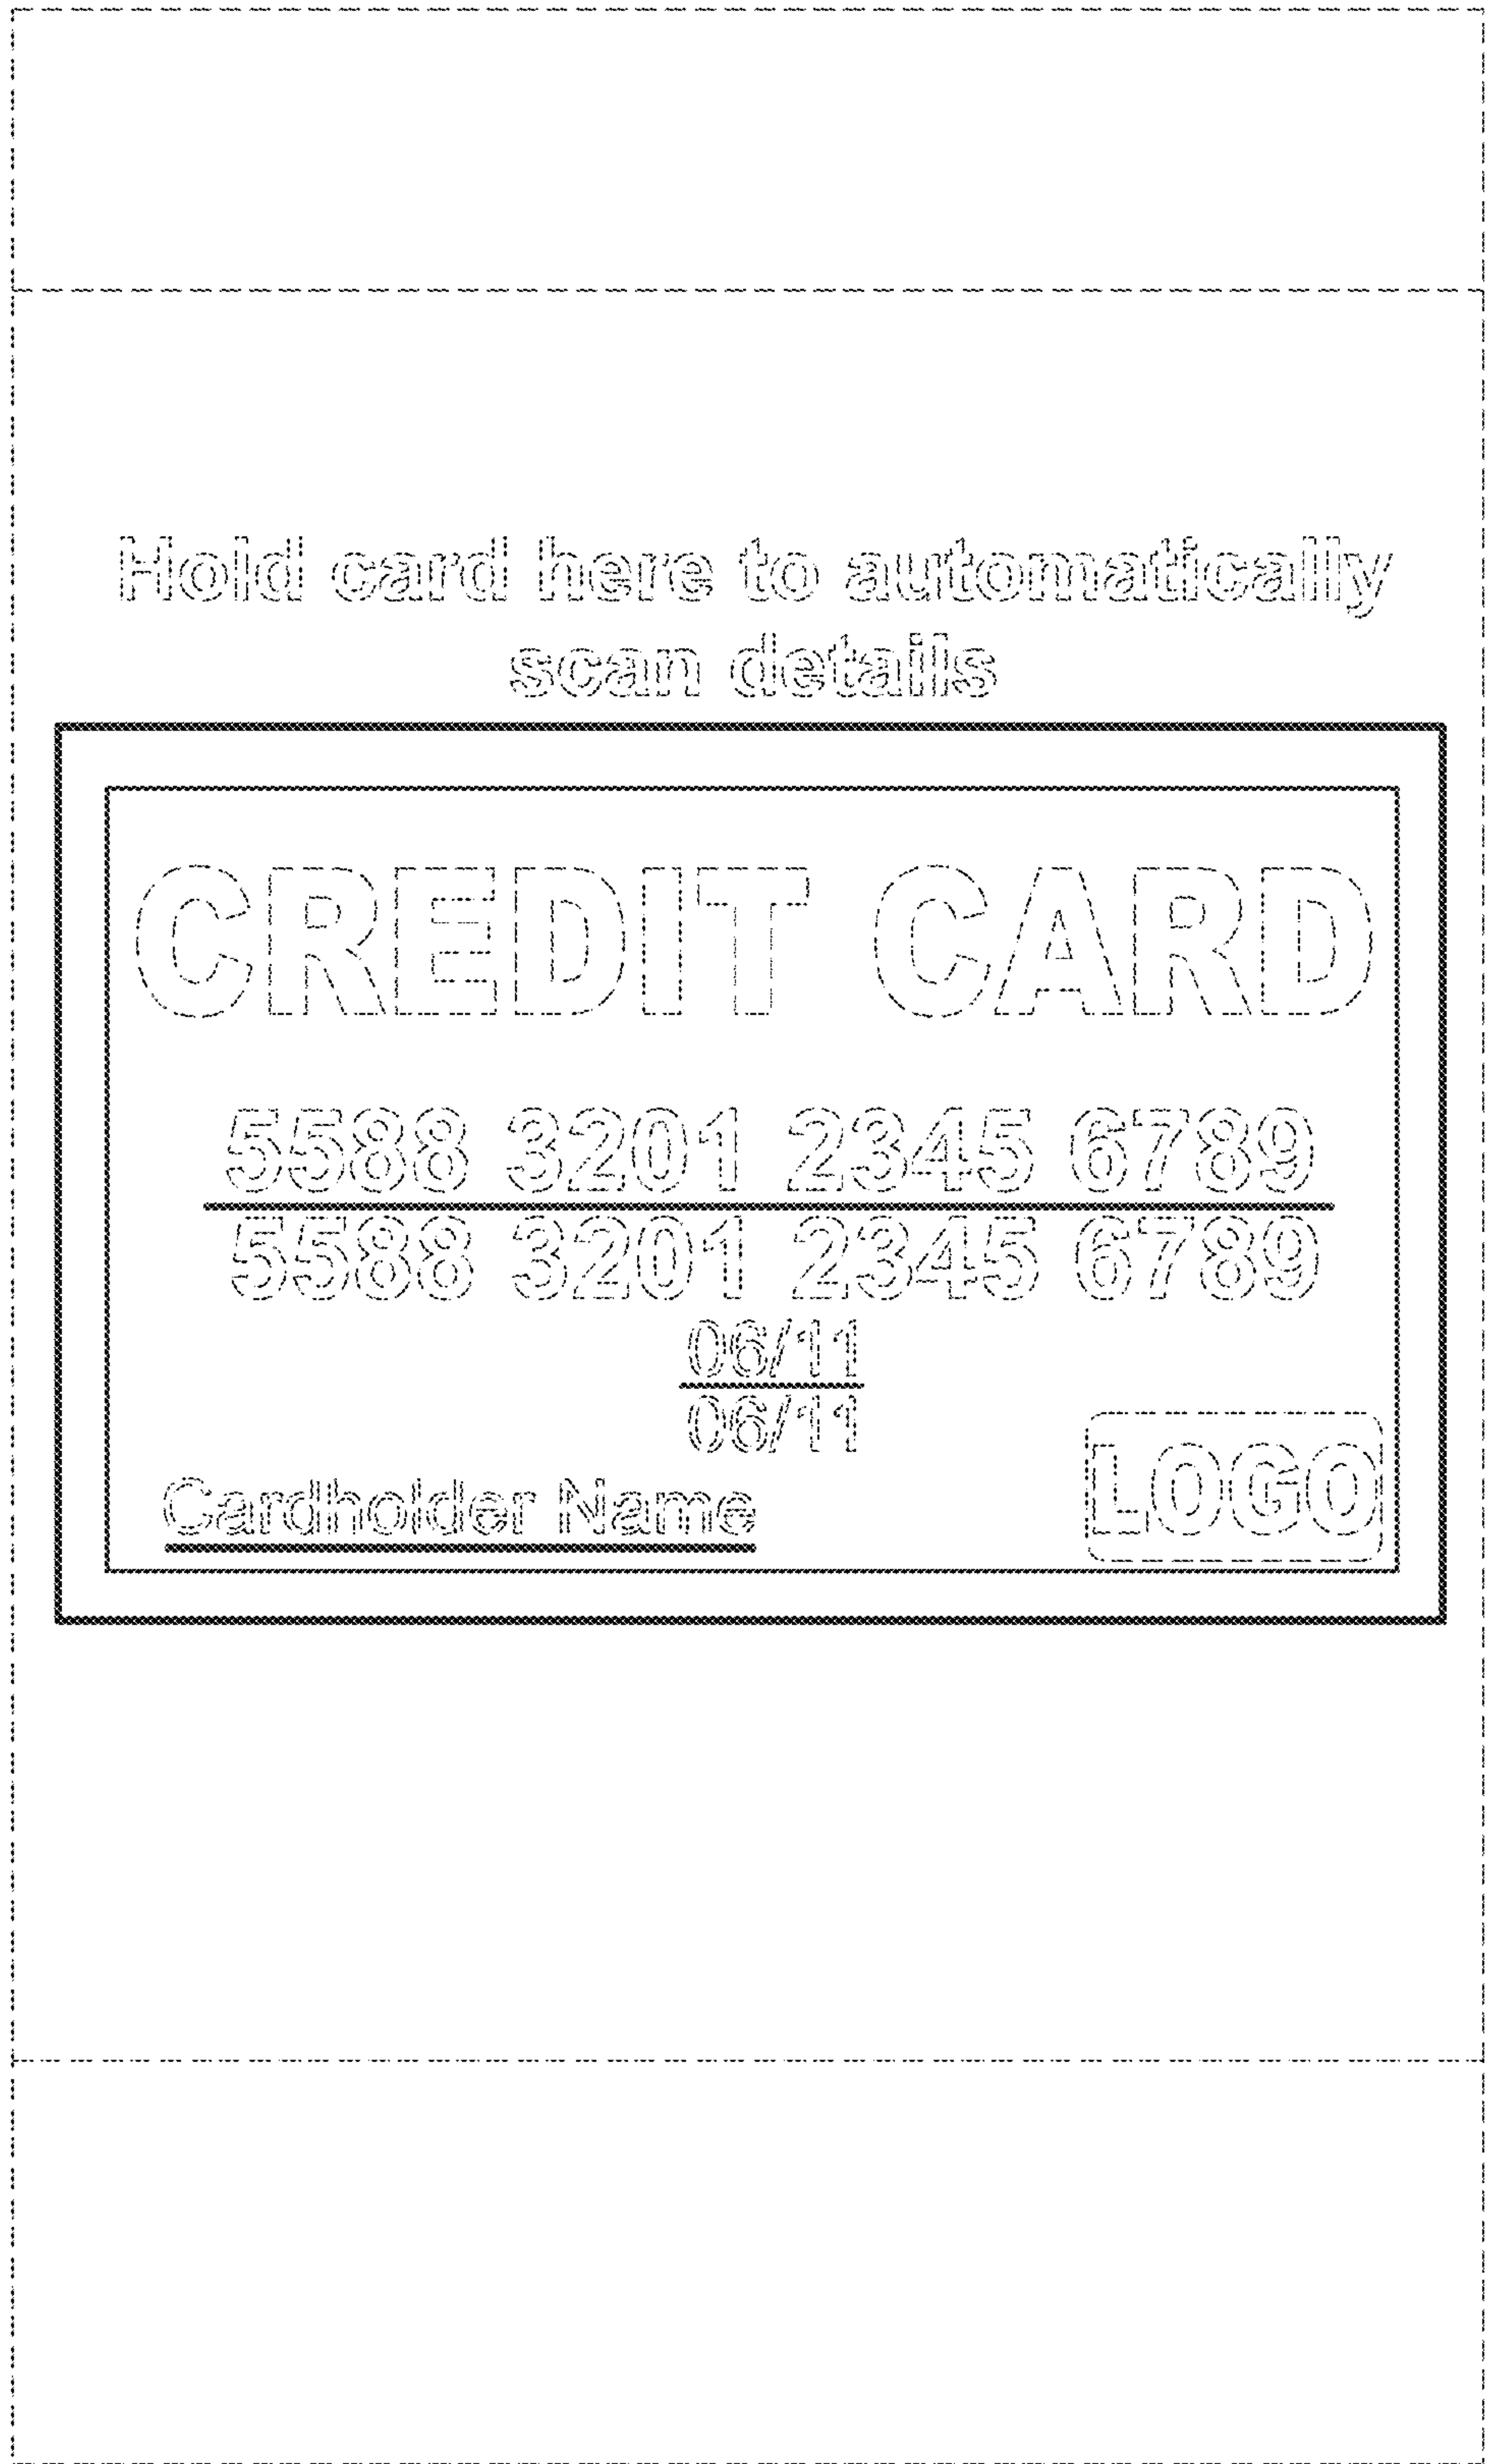 Hold card here to automatically
scan details
CREDIT CARD
5588 3201 2345 6789
5588 3201 2345 6789
06/11
06/11
Cardholder Name
LOGO